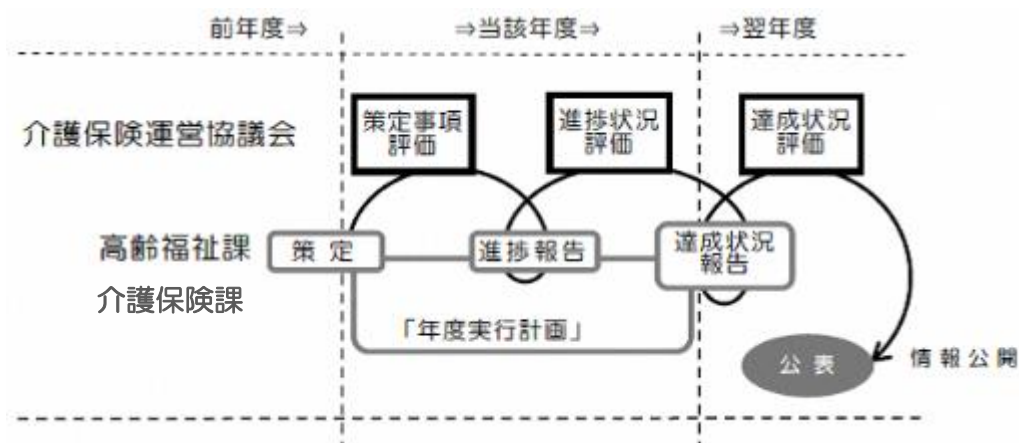 前年度⇒
⇒当該年度⇒
⇒翌年度
介護保険運営協議会
策定事項
評価
進捗状況
評価
達成状況
評価
高齢福祉課
介護保険課
策 定
進捗報告
達成状況
報告
「年度実行計画」
公 表
情報公開